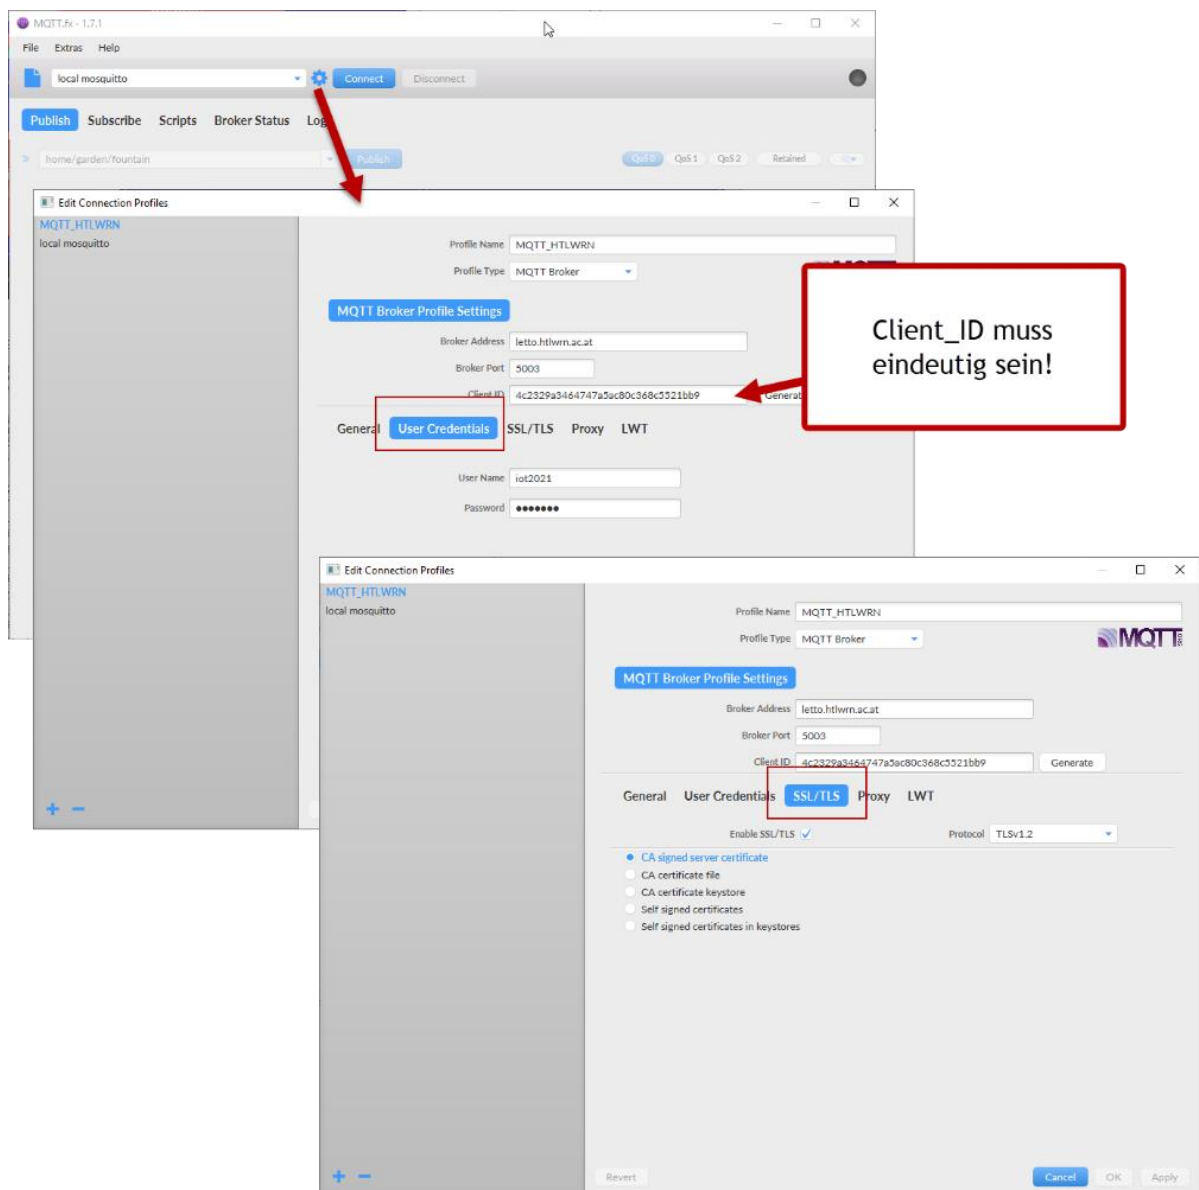 MQTT.fx - 1.7.1
File Extras Help
local mosquitto Connect Disconnect
Publish Subscribe Scripts Broker Status
home/garden/fountain Publish QoS 0 QoS 1 QoS 2 Retained
Edit Connection Profiles
MQTT_HTLWRN
local mosquitto
Profile Name MQTT_HTLWRN
Profile Type MQTT Broker
MQTT Broker Profile Settings
Broker Address letto.htlwrn.ac.at
Broker Port 5003
Client ID 4c2329a3464747a5ac80c368c5521bb9
General User Credentials SSL/TLS Proxy LWT
User Name iot2021
Password •••••••
Client_ID muss
eindeutig sein!
Edit Connection Profiles
MQTT_HTLWRN
local mosquitto
Profile Name MQTT_HTLWRN
Profile Type MQTT Broker
MQTT
MQTT Broker Profile Settings
Broker Address letto.htlwrn.ac.at
Broker Port 5003
Client ID 4c2329a3464747a5ac80c368c5521bb9 Generate
General User Credentials SSL/TLS Proxy LWT
Enable SSL/TLS Protocol TLSv1.2
CA signed server certificate
CA certificate file
CA certificate keystore
Self signed certificates
Self signed certificates in keystores
Revert Cancel OK Apply